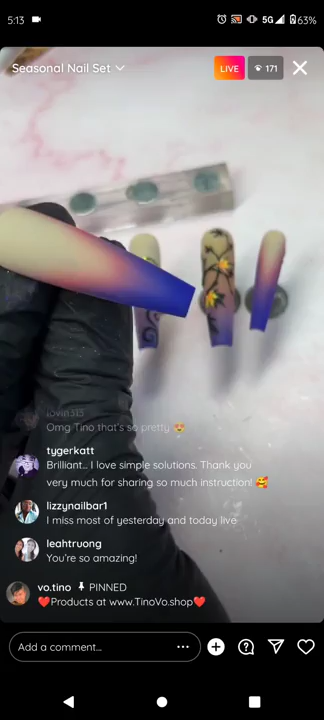 5:13
5G
63%
Seasonal Nail Set
LIVE
171
lovin313
Omg Tino that's so pretty 😍
tygerkatt
Brilliant... I love simple solutions. Thank you
very much for sharing so much instruction! 🥰
lizzynailbar1
I miss most of yesterday and today live
leahtruong
You're so amazing!
vo.tino 📌 PINNED
❤️Products at www.TinoVo.shop❤️
Add a comment...